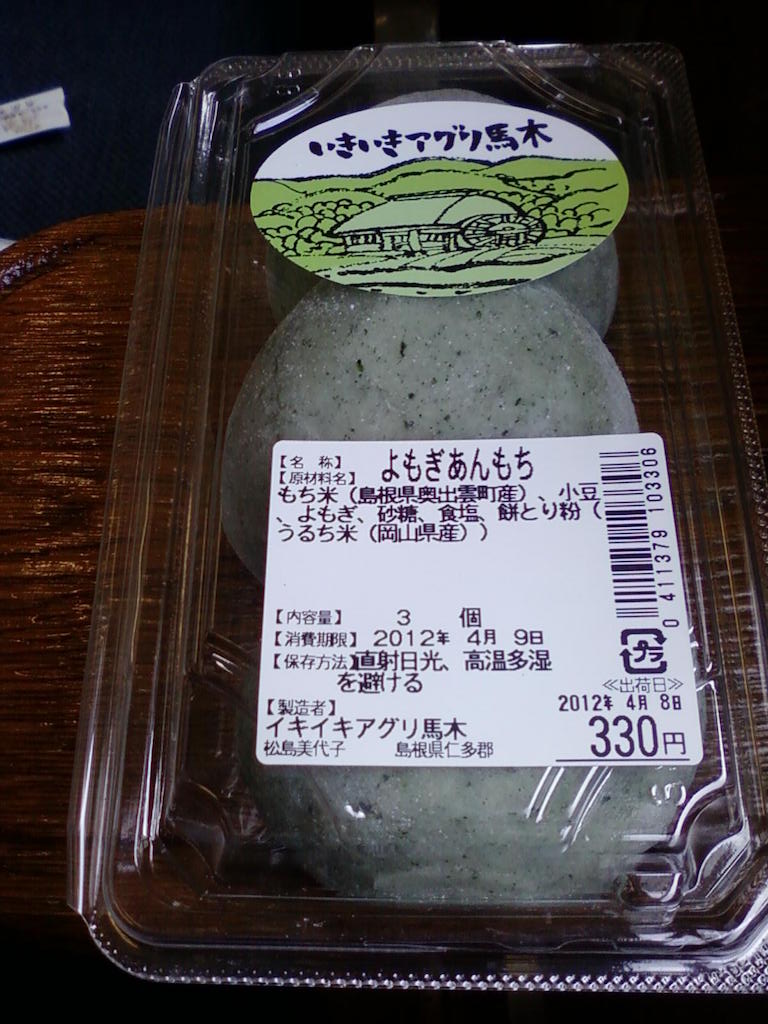 いきいきアグリ馬木
【名 称】 よもぎあんもち
【原材料名】
もち米（島根県奥出雲町産）、小豆
、よもぎ、砂糖、食塩、餅とり粉（
うるち米（岡山県産））
【内容量】 3 個
【消費期限】 2012年 4月 9日
【保存方法】直射日光、高温多湿
を避ける
【製造者】
イキイキアグリ馬木
松島美代子 島根県仁多郡
0 411379 103306
プラ
≪出荷日≫
2012年 4月 8日
330円